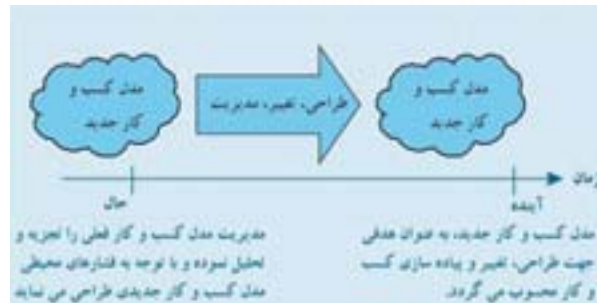 مدل کسب و
کار جدید
طراحی، تغییر، مدیریت
مدل کسب و
کار جدید
زمان
آینده
حال
مدل کسب و کار جدید، به عنوان هدفی
جهت طراحی، تغییر و پیاده سازی کسب
و کار محسوب می گردد.
مدیریت مدل کسب و کار فعلی را تجزیه و
تحلیل نموده و با توجه به فشارهای محیطی
مدل کسب و کار جدیدی طراحی می نماید